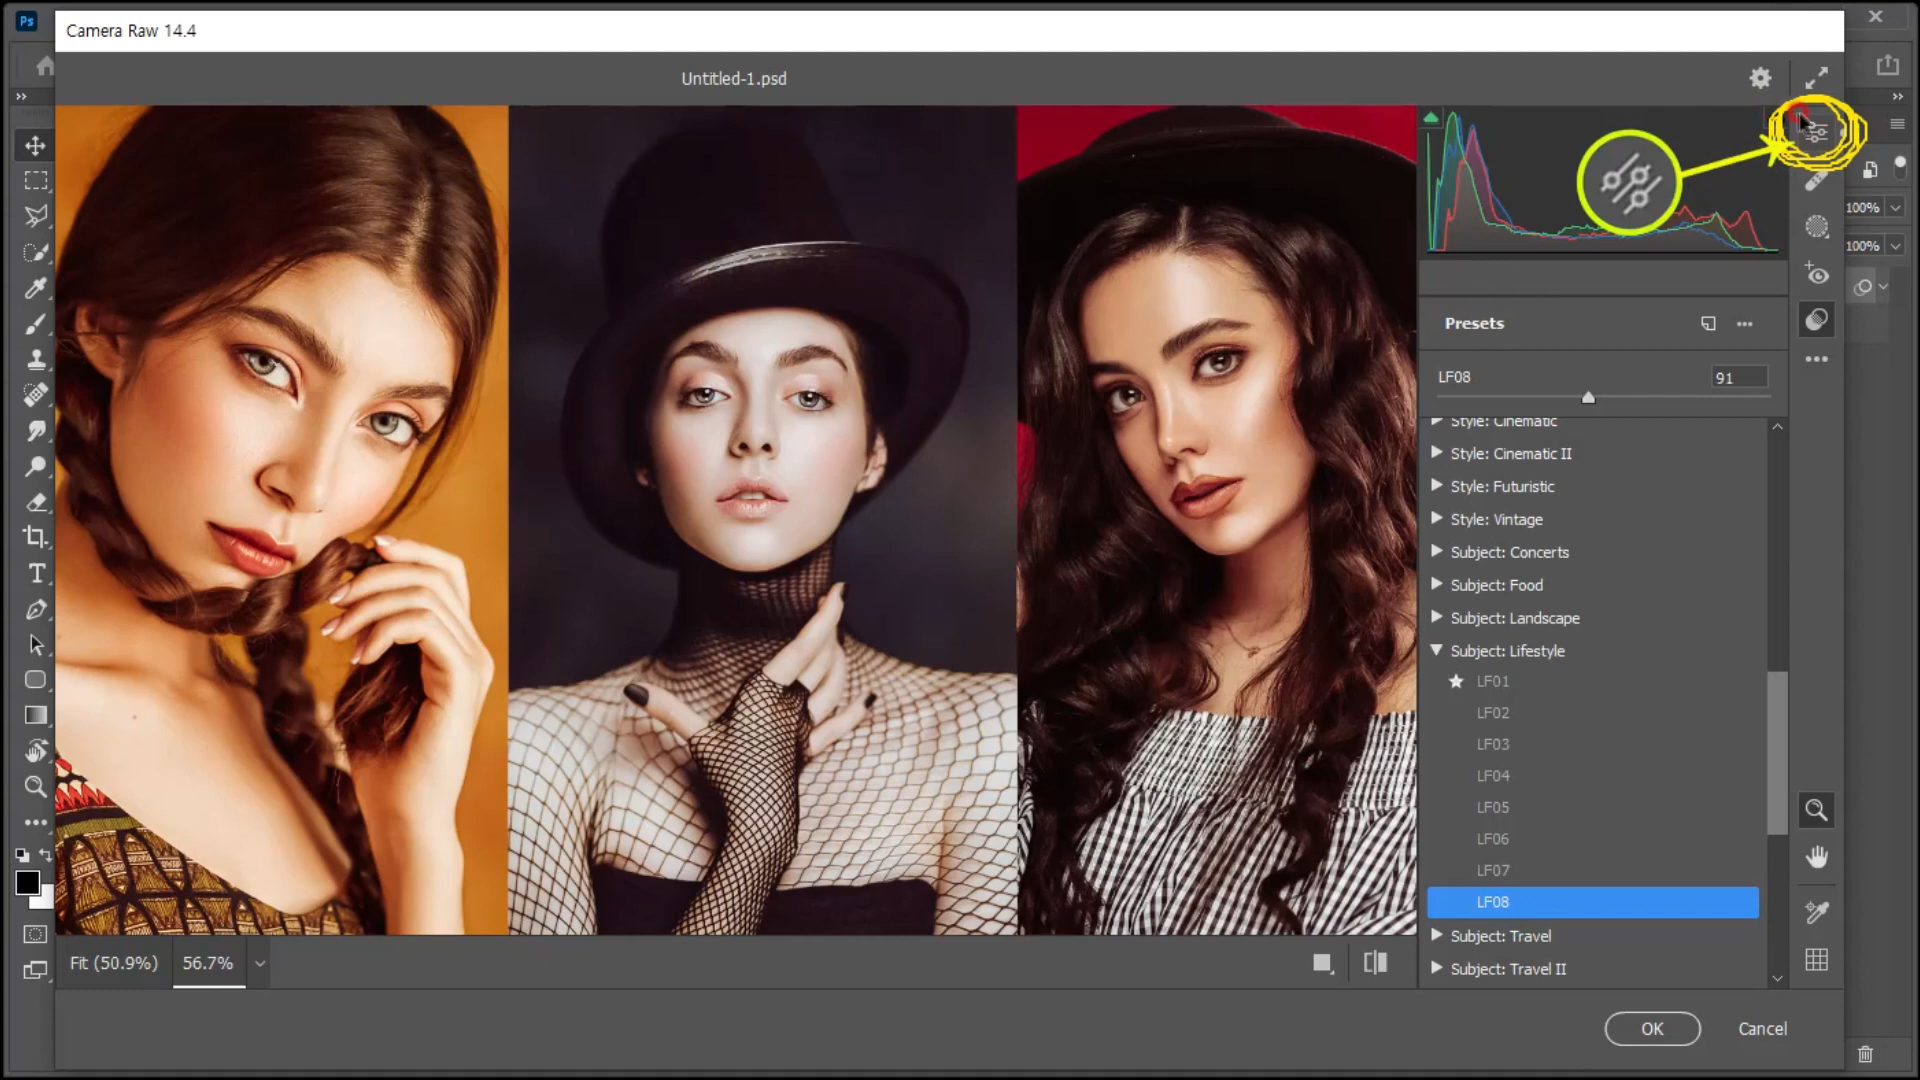 Ps
Camera Raw 14.4
Untitled-1.psd
100%
100%
Presets
LF08
91
Style: Cinematic
Style: Cinematic II
Style: Futuristic
Style: Vintage
Subject: Concerts
Subject: Food
Subject: Landscape
Subject: Lifestyle
LF01
LF02
LF03
LF04
LF05
LF06
LF07
LF08
Subject: Travel
Subject: Travel II
Fit (50.9%)
56.7%
OK
Cancel